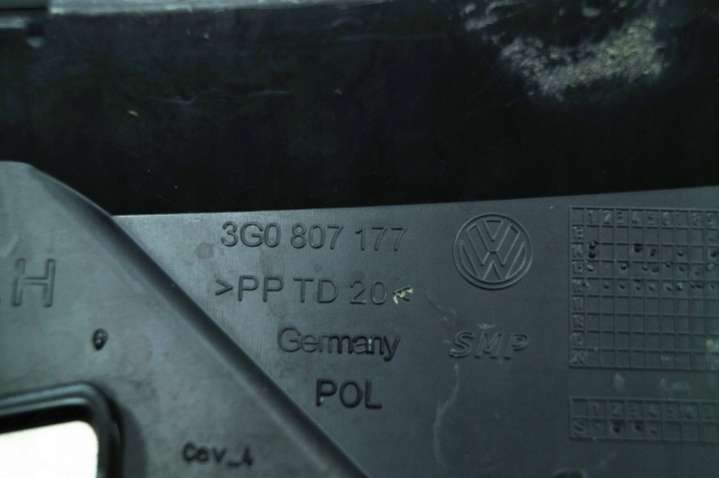 3G0 807 177
>PP TD 20<
H
Germany
SMP
POL
Cav_4